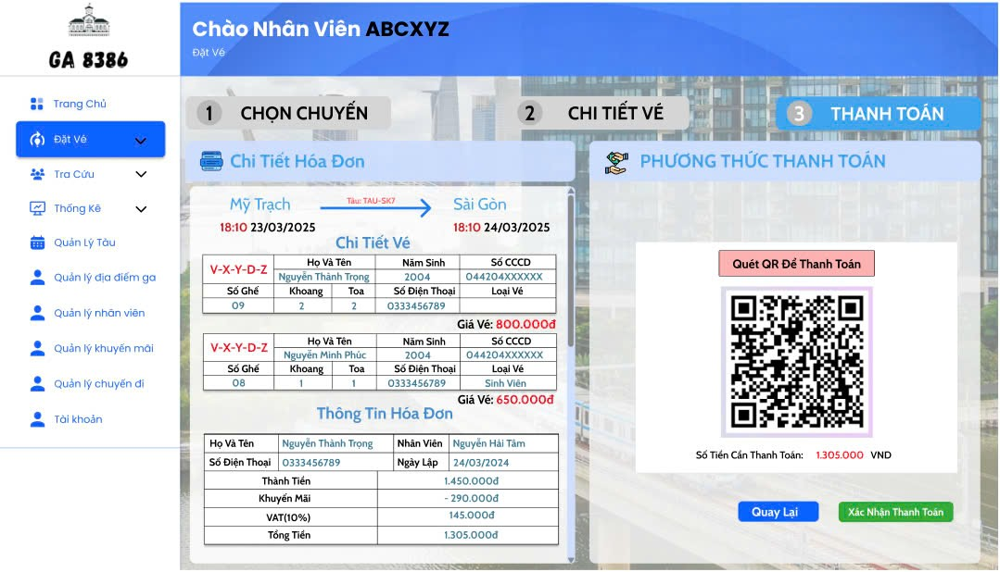 GA 8386
Trang Chủ
Đặt Vé
Tra Cứu
Thống Kê
Quản Lý Tàu
Quản lý địa điểm ga
Quản lý nhân viên
Quản lý khuyến mãi
Quản lý chuyến đi
Tài khoản
Chào Nhân Viên ABCXYZ
Đặt Vé
1 CHỌN CHUYẾN
2 CHI TIẾT VÉ
3 THANH TOÁN
Chi Tiết Hóa Đơn
Mỹ Trạch Tàu: TAU-SK7 Sài Gòn
18:10 23/03/2025 18:10 24/03/2025
Chi Tiết Vé
V-X-Y-D-Z Họ Và Tên Năm Sinh Số CCCD
Nguyễn Thành Trọng 2004 044204XXXXXX
Số Ghế Khoang Toa Số Điện Thoại Loại Vé
09 2 2 0333456789
Giá Vé: 800.000đ
V-X-Y-D-Z Họ Và Tên Năm Sinh Số CCCD
Nguyễn Minh Phúc 2004 044204XXXXXX
Số Ghế Khoang Toa Số Điện Thoại Loại Vé
08 1 1 0333456789 Sinh Viên
Giá Vé: 650.000đ
Thông Tin Hóa Đơn
Họ Và Tên Nguyễn Thành Trọng Nhân Viên Nguyễn Hải Tâm
Số Điện Thoại 0333456789 Ngày Lập 24/03/2024
Thành Tiền 1.450.000đ
Khuyến Mãi - 290.000đ
VAT(10%) 145.000đ
Tổng Tiền 1.305.000đ
PHƯƠNG THỨC THANH TOÁN
Quét QR Để Thanh Toán
Số Tiền Cần Thanh Toán: 1.305.000 VND
Quay Lại
Xác Nhận Thanh Toán